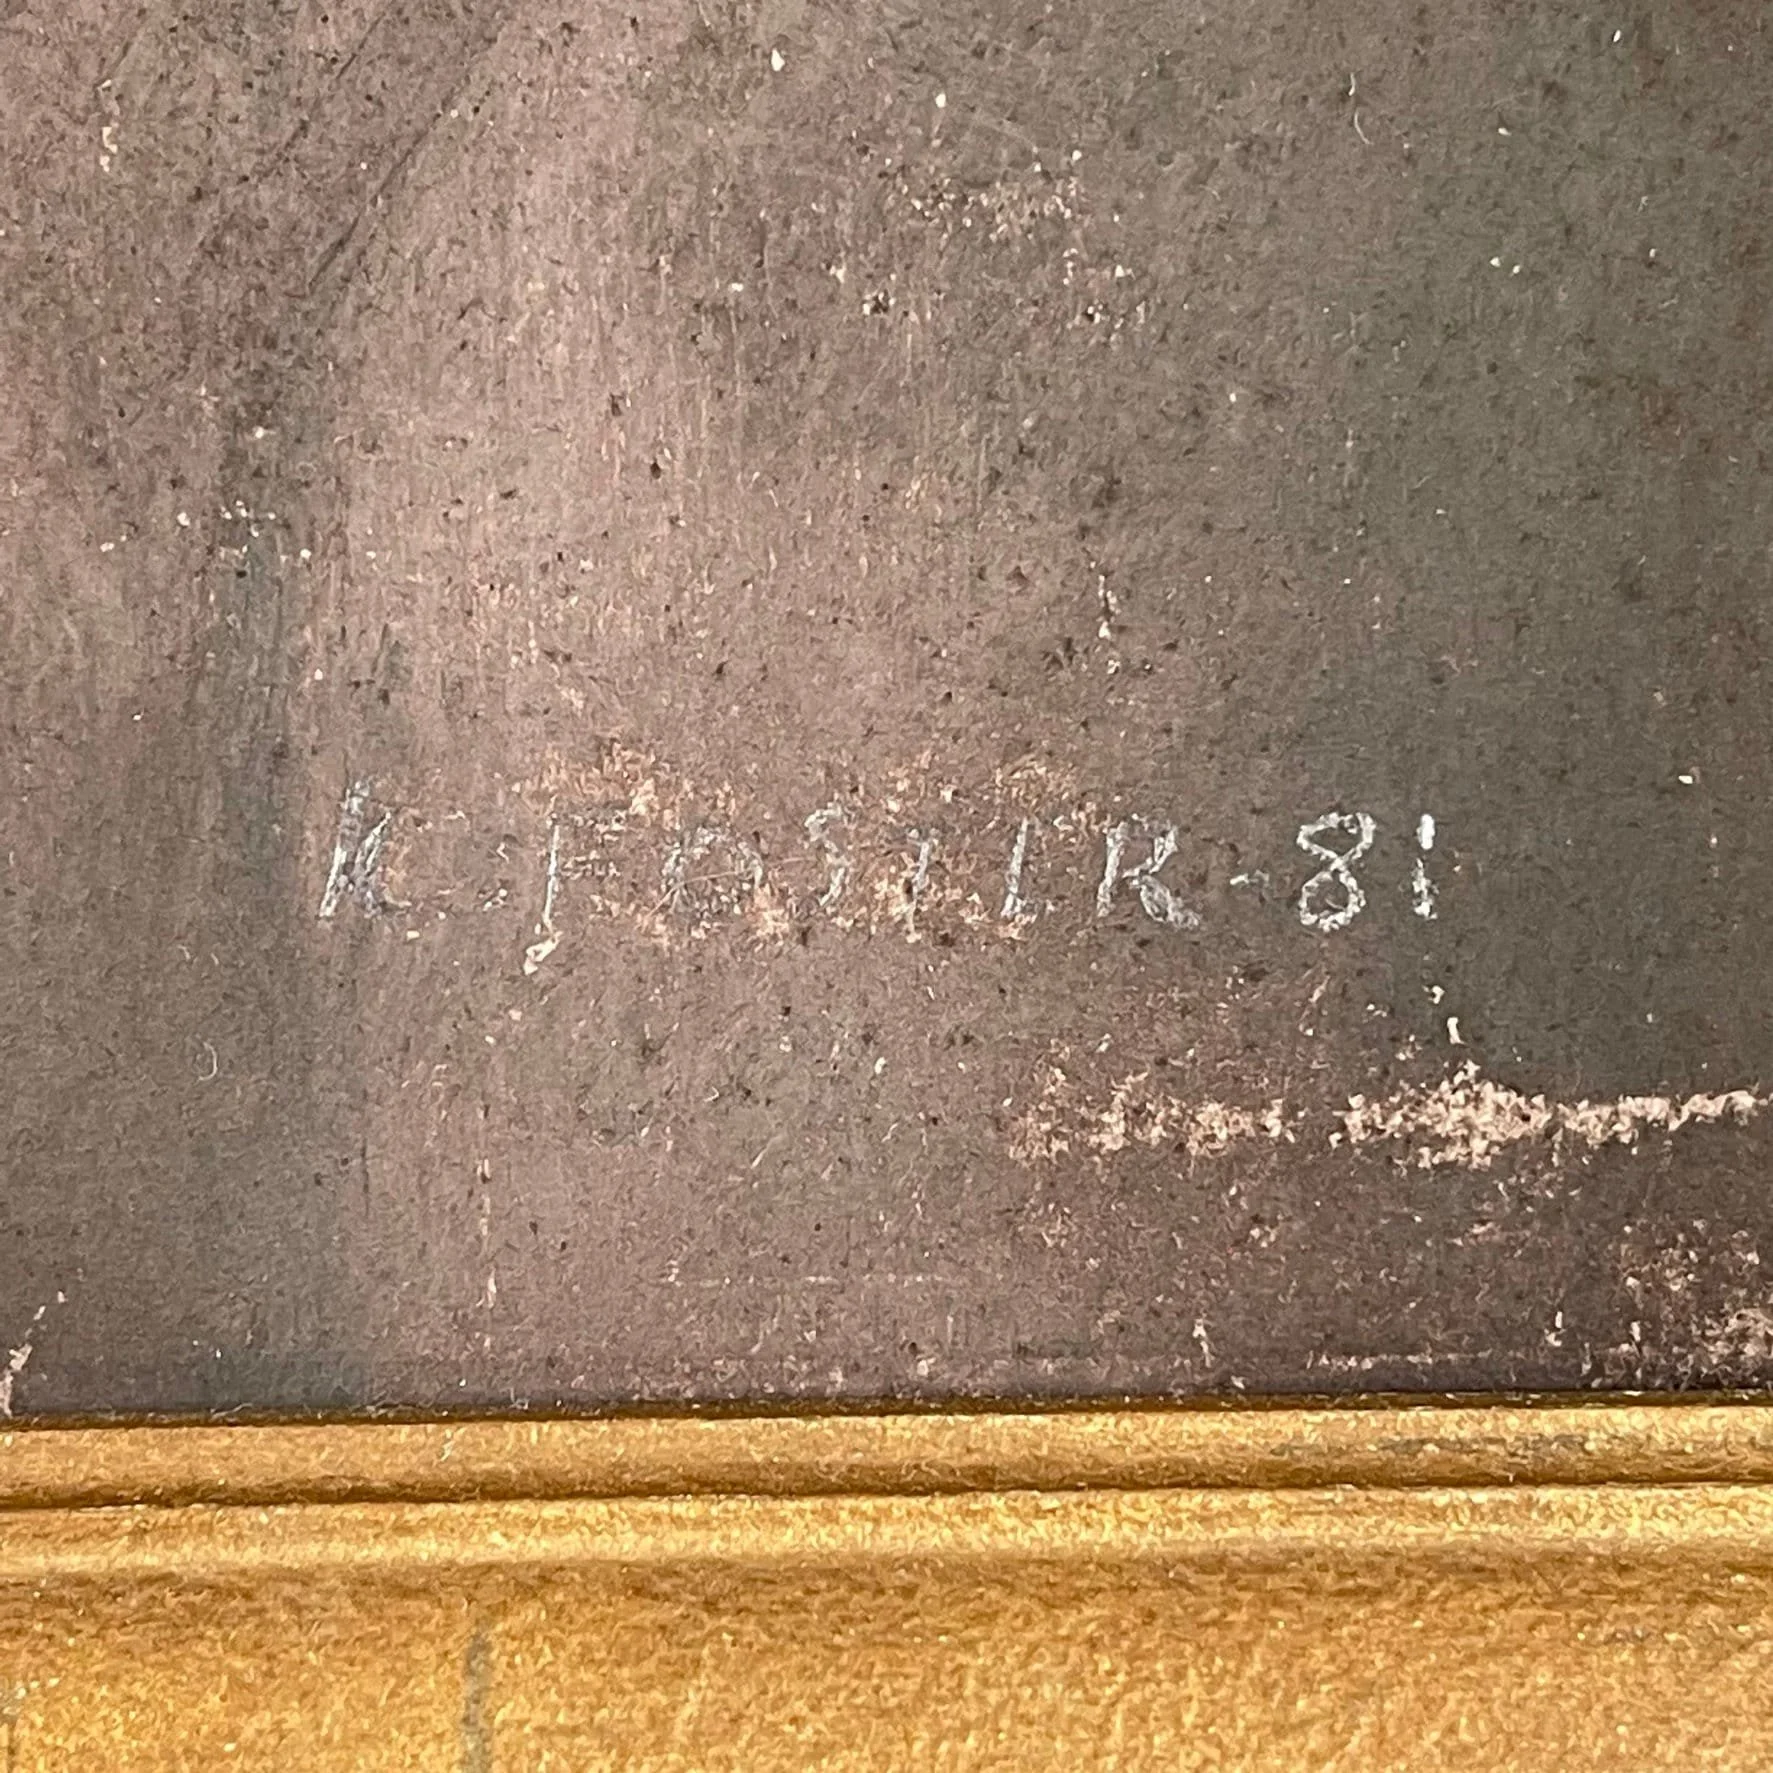 K FOSTER - 81